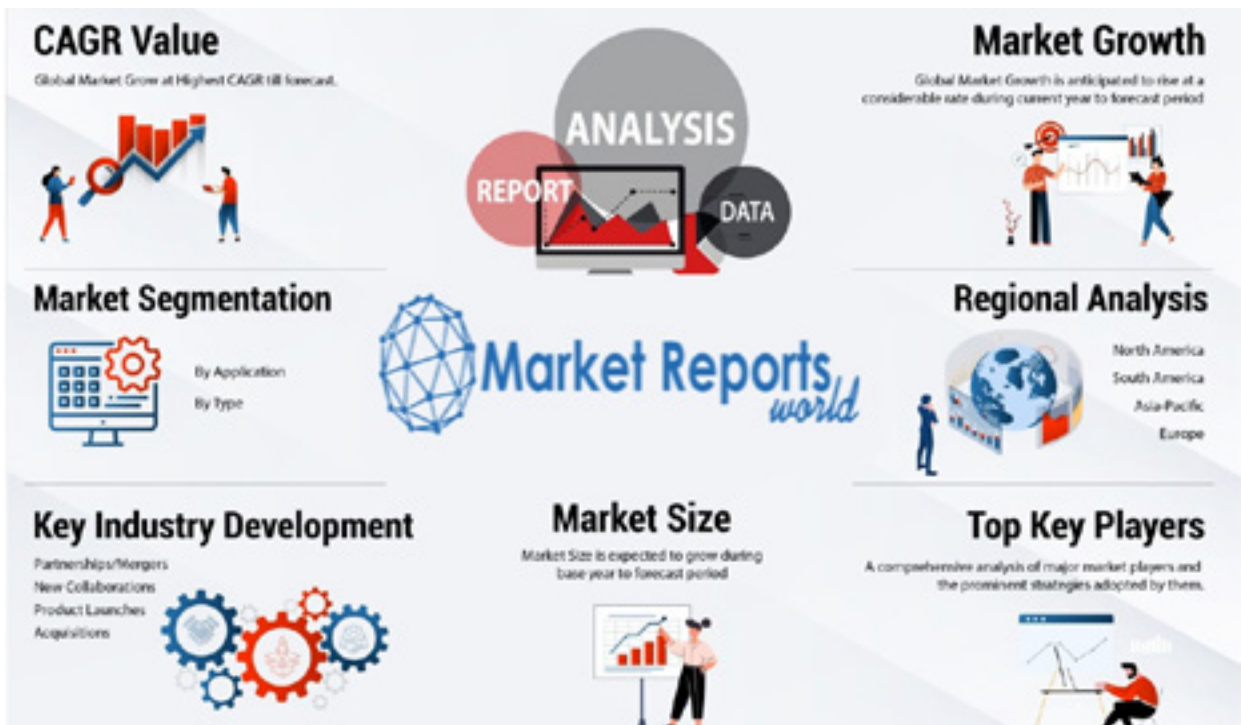 CAGR Value
Global Market Grow at Highest CAGR till forecast.
ANALYSIS
REPORT
DATA
Market Growth
Global Market Growth is anticipated to rise at a
considerable rate during current year to forecast period
Market Segmentation
By Application
By Type
Market Reports
world
Regional Analysis
North America
South America
Asia-Pacific
Europe
Key Industry Development
Partnerships/Mergers
New Collaborations
Product Launches
Acquisitions
Market Size
Market Size is expected to grow during
base year to forecast period
Top Key Players
A comprehensive analysis of major market players and
the prominent strategies adopted by them.